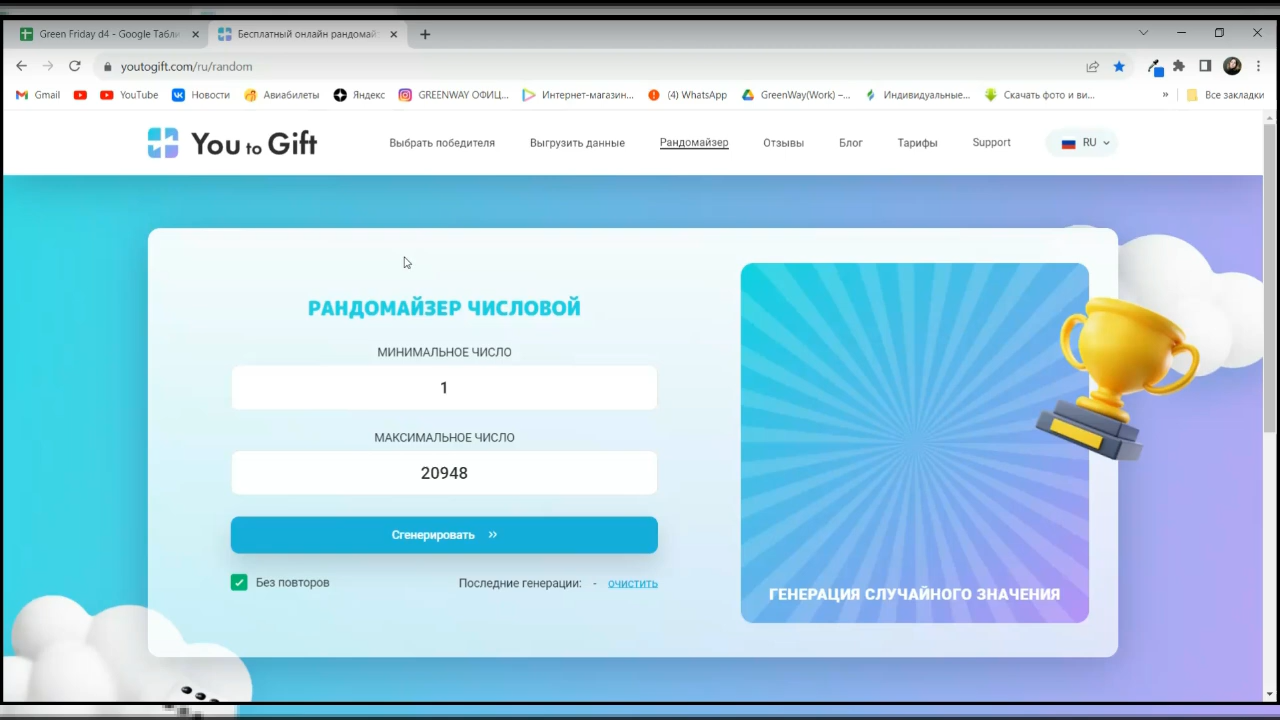 Green Friday d4 - Google Табли
Бесплатный онлайн рандомай
youtogift.com/ru/random
Gmail YouTube Новости Авиабилеты Яндекс GREENWAY ОФИЦ... Интернет-магазин... (4) WhatsApp GreenWay(Work) –... Индивидуальные... Скачать фото и ви... » Все закладки
You to Gift
Выбрать победителя Выгрузить данные Рандомайзер Отзывы Блог Тарифы Support RU
РАНДОМАЙЗЕР ЧИСЛОВОЙ
МИНИМАЛЬНОЕ ЧИСЛО
1
МАКСИМАЛЬНОЕ ЧИСЛО
20948
Сгенерировать »
Без повторов
Последние генерации: - очистить
ГЕНЕРАЦИЯ СЛУЧАЙНОГО ЗНАЧЕНИЯ